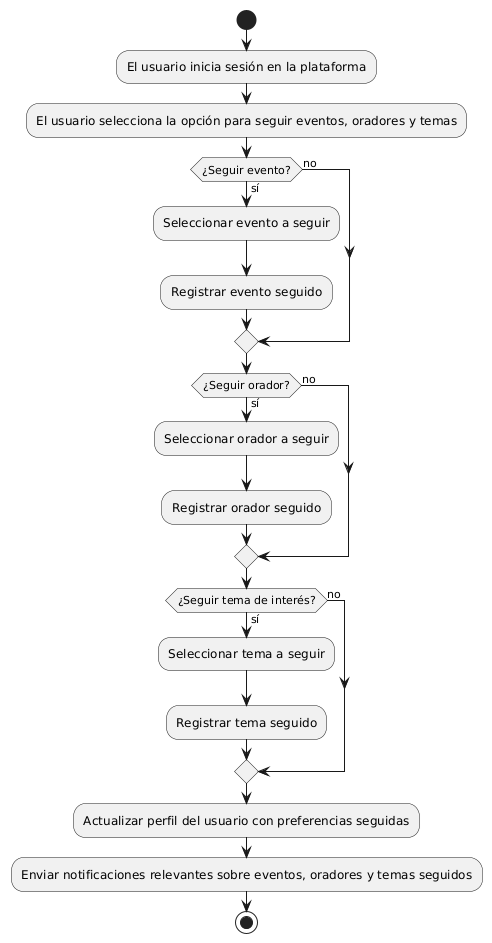 El usuario inicia sesión en la plataforma
El usuario selecciona la opción para seguir eventos, oradores y temas
¿Seguir evento?
no
sí
Seleccionar evento a seguir
Registrar evento seguido
¿Seguir orador?
no
sí
Seleccionar orador a seguir
Registrar orador seguido
¿Seguir tema de interés?
no
sí
Seleccionar tema a seguir
Registrar tema seguido
Actualizar perfil del usuario con preferencias seguidas
Enviar notificaciones relevantes sobre eventos, oradores y temas seguidos